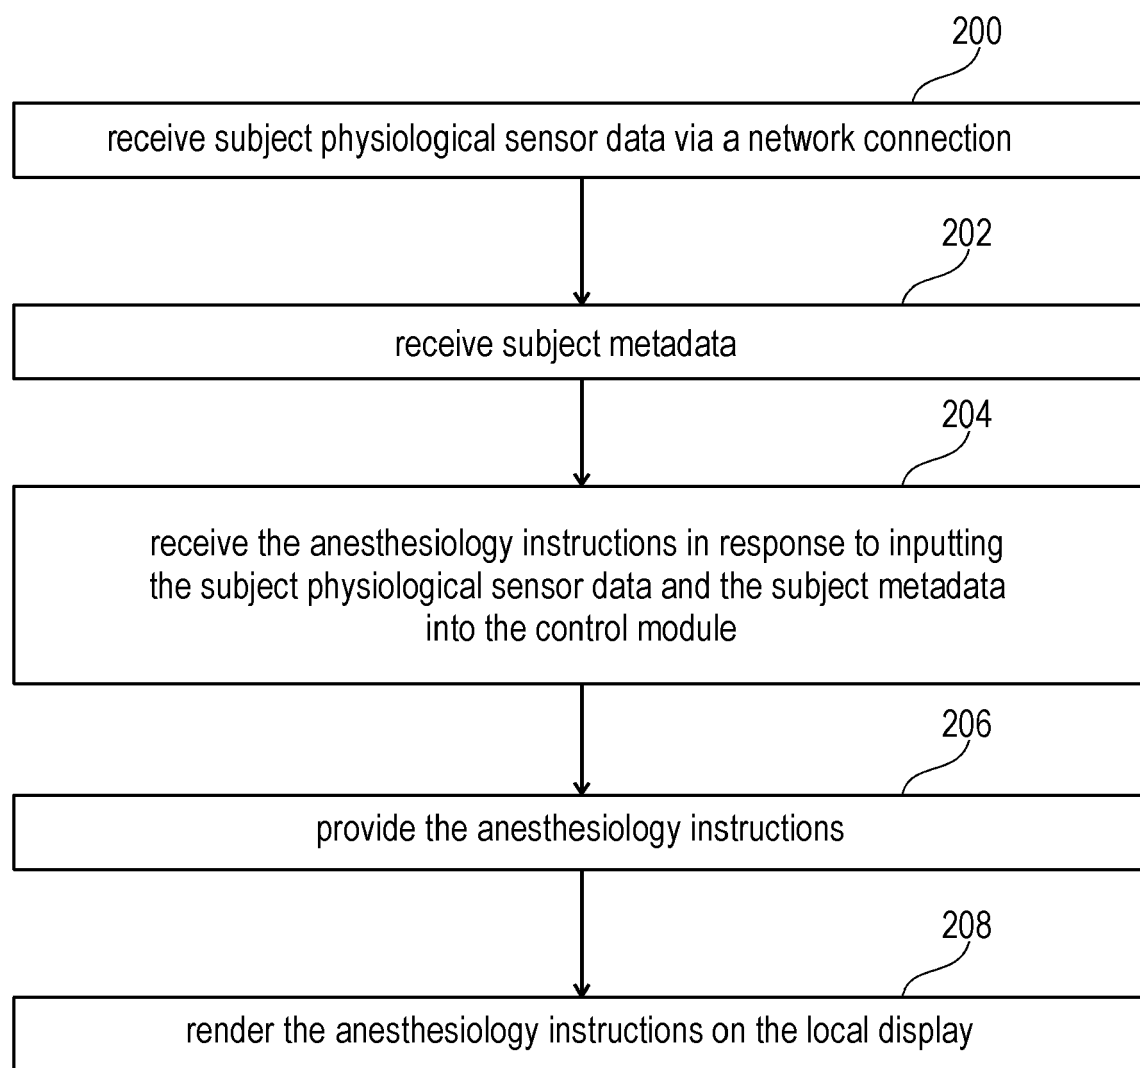 200
receive subject physiological sensor data via a network connection
202
receive subject metadata
204
receive the anesthesiology instructions in response to inputting
the subject physiological sensor data and the subject metadata
into the control module
206
provide the anesthesiology instructions
208
render the anesthesiology instructions on the local display